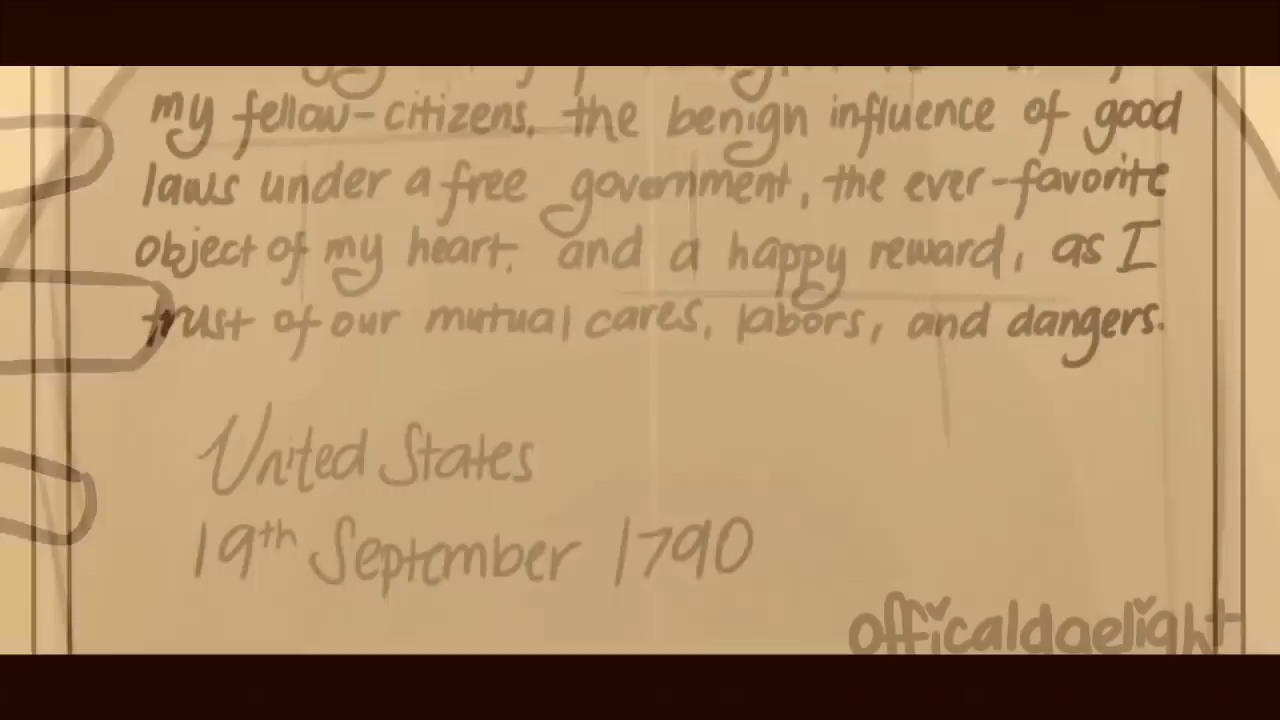 my fellow-citizens, the benign influence of good
laws under a free government, the ever-favorite
object of my heart, and a happy reward, as I
trust of our mutual cares, labors, and dangers.
United States
19th September 1790
officaldaelight